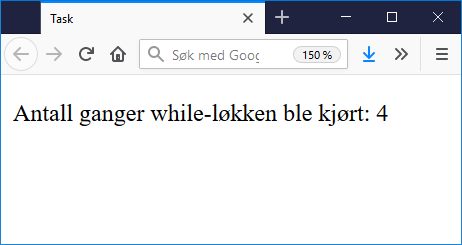 Task
Søk med Goog
150 %
Antall ganger while-løkken ble kjørt: 4